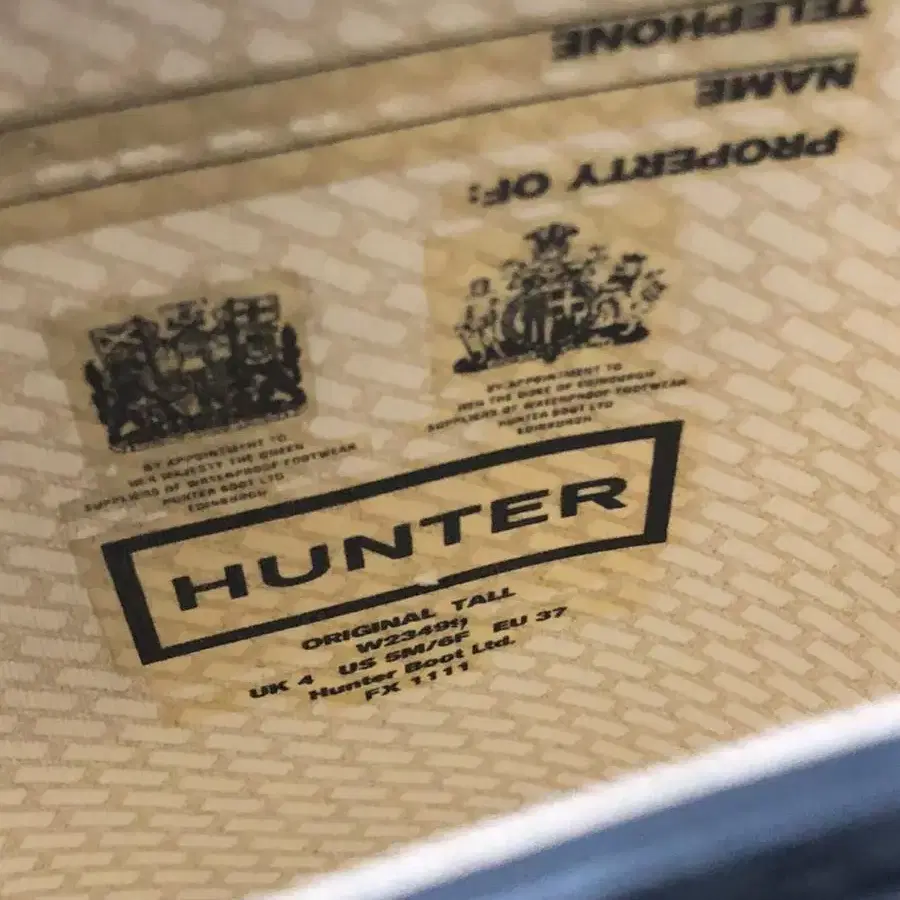 TELEPHONE
NAME
PROPERTY OF:
BY APPOINTMENT TO
HER MAJESTY THE QUEEN
SUPPLIERS OF WATERPROOF FOOTWEAR
HUNTER BOOT LTD
EDINBURGH
BY APPOINTMENT TO
HRH THE DUKE OF EDINBURGH
SUPPLIERS OF WATERPROOF FOOTWEAR
HUNTER BOOT LTD
EDINBURGH
HUNTER
ORIGINAL TALL
W23499
UK 4 US 5M/6F EU 37
Hunter Boot Ltd.
FX 1111